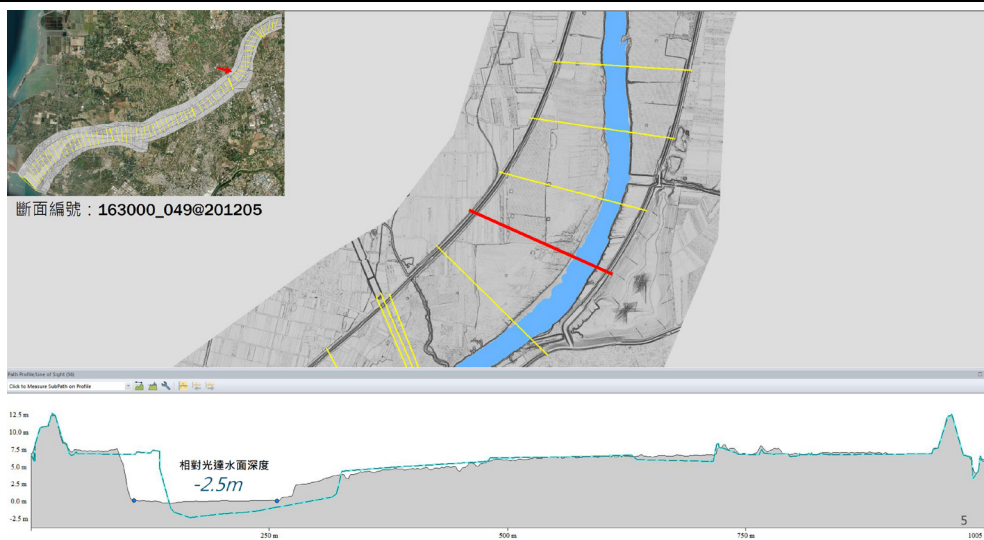 斷面編號：163000_049@201205
Path Profile/Line of Sight (56)
Click to Measure SubPath on Profile
12.5 m
10.0 m
7.5 m
5.0 m
2.5 m
0.0 m
-2.5 m
相對光達水面深度
-2.5m
250 m
500 m
750 m
1005
5